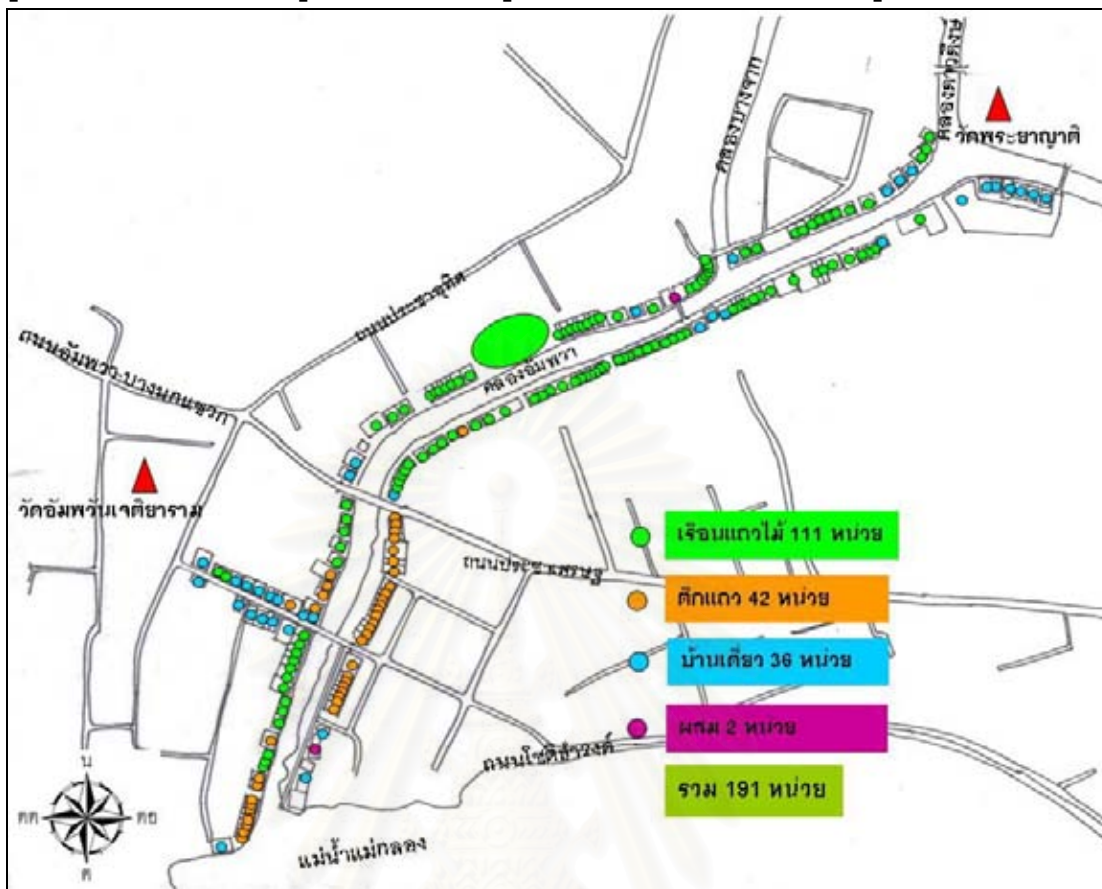 คลองดาวดึงษ์
วัดพระยาญาติ
คลองบางจาก
ถนนประชาอุทิศ
ถนนอัมพวา-บางนกแขวก
คลองอัมพวา
วัดอัมพวันเจติยาราม
เรือนแถวไม้ 111 หน่วย
ถนนประชาเศรษฐ
ตึกแถว 42 หน่วย
บ้านเดี่ยว 36 หน่วย
ผสม 2 หน่วย
ถนนโชติธำรงค์
รวม 191 หน่วย
น
ตต
ตอ
ต
แม่น้ำแม่กลอง